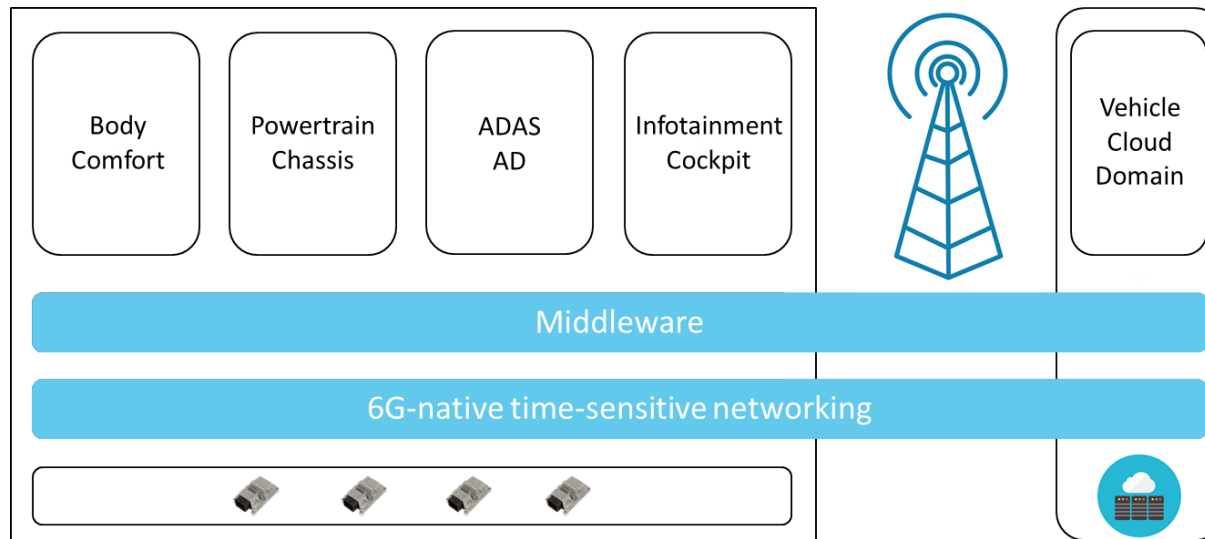 Body
Comfort
Powertrain
Chassis
ADAS
AD
Infotainment
Cockpit
Vehicle
Cloud
Domain
Middleware
6G-native time-sensitive networking